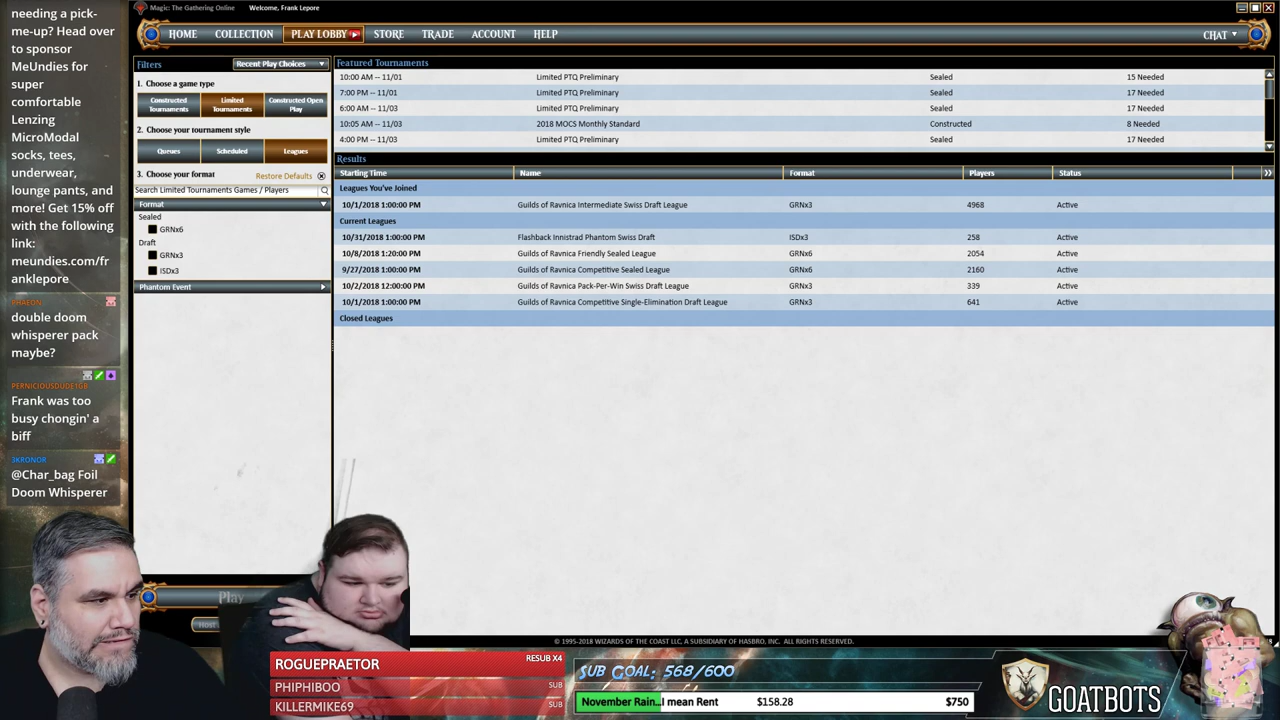 needing a pick-
me-up? Head over
to sponsor
MeUndies for
super
comfortable
Lenzing
MicroModal
socks, tees,
underwear,
lounge pants, and
more! Get 15% off
with the following
link:
meundies.com/fr
anklepore
PHAEON:
double doom
whisperer pack
maybe?
PERNICIOUSDUDE168
Frank was too
busy chongin' a
biff
3KRONOR
@Char_bag Foil
Doom Whisperer
Magic: The Gathering Online Welcome, Frank Lepore
HOME COLLECTION PLAY LOBBY STORE TRADE ACCOUNT HELP CHAT
Filters Recent Play Choices
1. Choose a game type
Constructed Tournaments Limited Tournaments Constructed Open Play
2. Choose your tournament style
Queues Scheduled Leagues
3. Choose your format Restore Defaults
Search Limited Tournaments Games / Players
Format
Sealed
GRNx6
Draft
GRNx3
ISDx3
Phantom Event
Play
Host
Featured Tournaments
10:00 AM -- 11/01 Limited PTQ Preliminary Sealed 15 Needed
7:00 PM -- 11/01 Limited PTQ Preliminary Sealed 17 Needed
6:00 AM -- 11/03 Limited PTQ Preliminary Sealed 17 Needed
10:05 AM -- 11/03 2018 MOCS Monthly Standard Constructed 8 Needed
4:00 PM -- 11/03 Limited PTQ Preliminary Sealed 17 Needed
Results
Starting Time Name Format Players Status
Leagues You've Joined
10/1/2018 1:00:00 PM Guilds of Ravnica Intermediate Swiss Draft League GRNx3 4968 Active
Current Leagues
10/31/2018 1:00:00 PM Flashback Innistrad Phantom Swiss Draft ISDx3 258 Active
10/8/2018 1:20:00 PM Guilds of Ravnica Friendly Sealed League GRNx6 2054 Active
9/27/2018 1:00:00 PM Guilds of Ravnica Competitive Sealed League GRNx6 2160 Active
10/2/2018 12:00:00 PM Guilds of Ravnica Pack-Per-Win Swiss Draft League GRNx3 339 Active
10/1/2018 1:00:00 PM Guilds of Ravnica Competitive Single-Elimination Draft League GRNx3 641 Active
Closed Leagues
© 1995-2018 WIZARDS OF THE COAST LLC, A SUBSIDIARY OF HASBRO, INC. ALL RIGHTS RESERVED.
ROGUEPRAETOR RESUB X4
PHIPHIBOO SUB
KILLERMIKE69 SUB
SUB GOAL: 568/600
November Rain...I mean Rent $158.28 $750
GOATBOTS